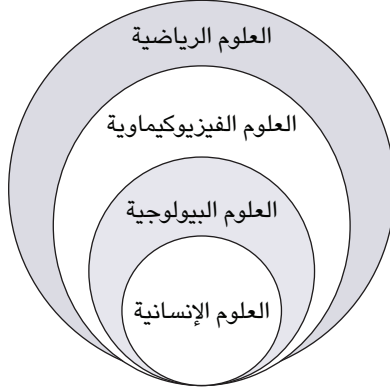 العلوم الرياضية
العلوم الفيزيوكيماوية
العلوم البيولوجية
العلوم الإنسانية